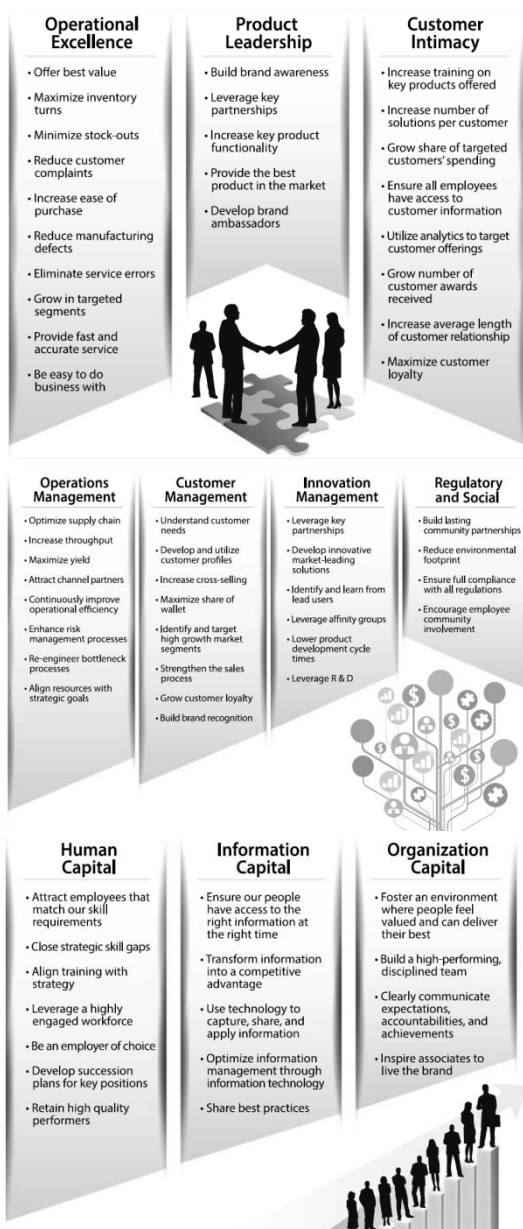 Operational
Excellence
• Offer best value
• Maximize inventory
turns
• Minimize stock-outs
• Reduce customer
complaints
• Increase ease of
purchase
• Reduce manufacturing
defects
• Eliminate service errors
• Grow in targeted
segments
• Provide fast and
accurate service
• Be easy to do
business with
Product
Leadership
• Build brand awareness
• Leverage key
partnerships
• Increase key product
functionality
• Provide the best
product in the market
• Develop brand
ambassadors
Customer
Intimacy
• Increase training on
key products offered
• Increase number of
solutions per customer
• Grow share of targeted
customers' spending
• Ensure all employees
have access to
customer information
• Utilize analytics to target
customer offerings
• Grow number of
customer awards
received
• Increase average length
of customer relationship
• Maximize customer
loyalty
Operations
Management
• Optimize supply chain
• Increase throughput
• Maximize yield
• Attract channel partners
• Continuously improve
operational efficiency
• Enhance risk
management processes
• Re-engineer bottleneck
processes
• Align resources with
strategic goals
Customer
Management
• Understand customer
needs
• Develop and utilize
customer profiles
• Increase cross-selling
• Maximize share of
wallet
• Identify and target
high growth market
segments
• Strengthen the sales
process
• Grow customer loyalty
• Build brand recognition
Innovation
Management
• Leverage key
partnerships
• Develop innovative
market-leading
solutions
• Identify and learn from
lead users
• Leverage affinity groups
• Lower product
development cycle
times
• Leverage R & D
Regulatory
and Social
• Build lasting
community partnerships
• Reduce environmental
footprint
• Ensure full compliance
with all regulations
• Encourage employee
community
involvement
$
$
$
$
Human
Capital
• Attract employees that
match our skill
requirements
• Close strategic skill gaps
• Align training with
strategy
• Leverage a highly
engaged workforce
• Be an employer of choice
• Develop succession
plans for key positions
• Retain high quality
performers
Information
Capital
• Ensure our people
have access to the
right information at
the right time
• Transform information
into a competitive
advantage
• Use technology to
capture, share, and
apply information
• Optimize information
management through
information technology
• Share best practices
Organization
Capital
• Foster an environment
where people feel
valued and can deliver
their best
• Build a high-performing,
disciplined team
• Clearly communicate
expectations,
accountabilities, and
achievements
• Inspire associates to
live the brand